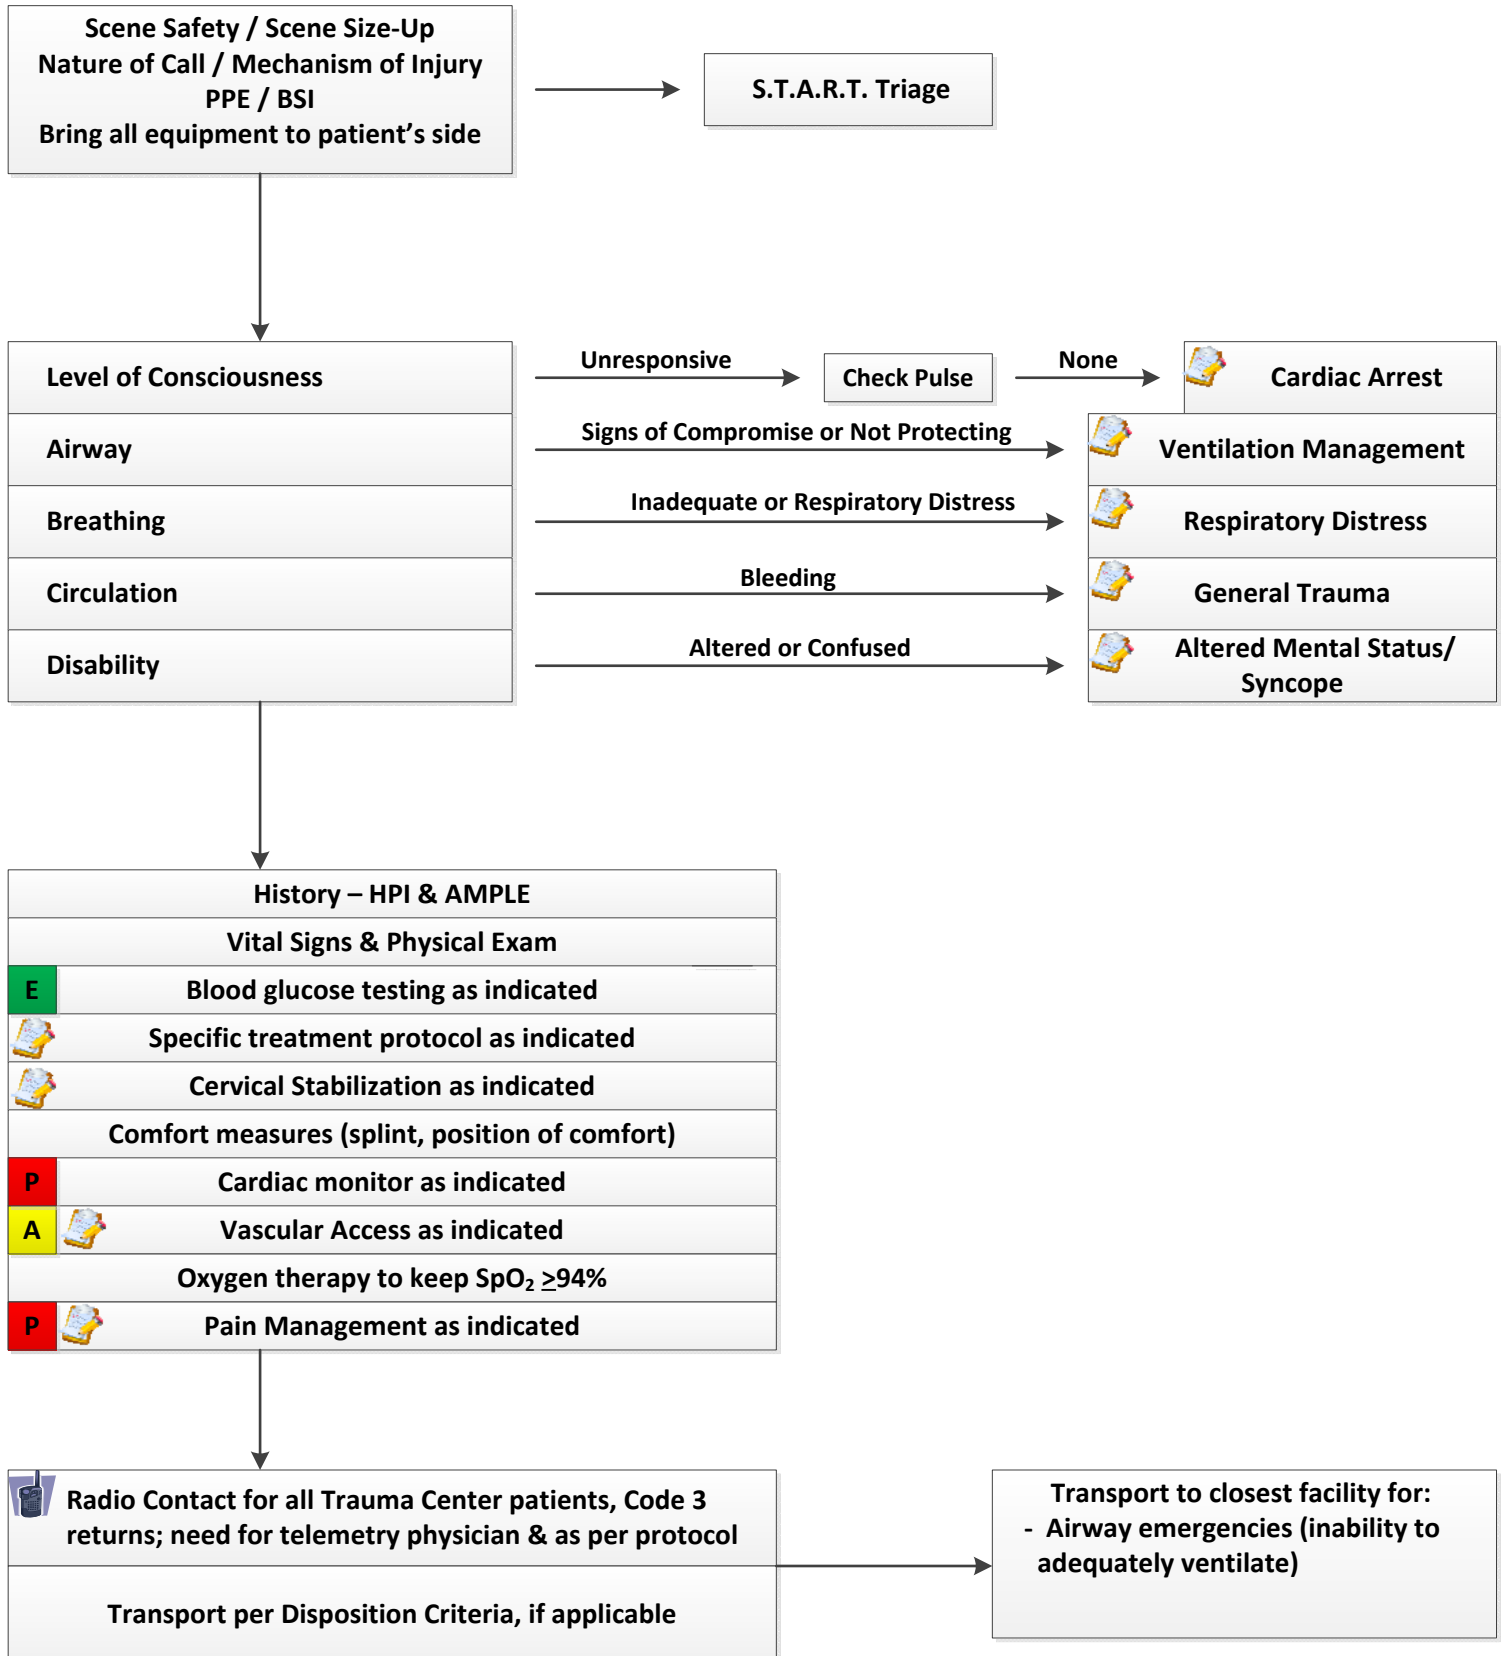 Scene Safety / Scene Size-Up
Nature of Call / Mechanism of Injury
PPE / BSI
Bring all equipment to patient’s side
S.T.A.R.T. Triage
Level of Consciousness
Unresponsive
Check Pulse
None
Cardiac Arrest
Airway
Signs of Compromise or Not Protecting
Ventilation Management
Breathing
Inadequate or Respiratory Distress
Respiratory Distress
Circulation
Bleeding
General Trauma
Disability
Altered or Confused
Altered Mental Status/
Syncope
History – HPI & AMPLE
Vital Signs & Physical Exam
E Blood glucose testing as indicated
Specific treatment protocol as indicated
Cervical Stabilization as indicated
Comfort measures (splint, position of comfort)
P Cardiac monitor as indicated
A Vascular Access as indicated
Oxygen therapy to keep SpO₂ ≥94%
P Pain Management as indicated
Radio Contact for all Trauma Center patients, Code 3
returns; need for telemetry physician & as per protocol
Transport per Disposition Criteria, if applicable
Transport to closest facility for:
- Airway emergencies (inability to
adequately ventilate)